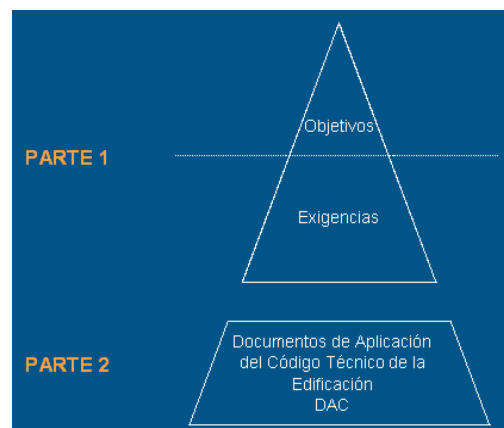 Objetivos
PARTE 1
Exigencias
Documentos de Aplicación
del Código Técnico de la
Edificación
DAC
PARTE 2